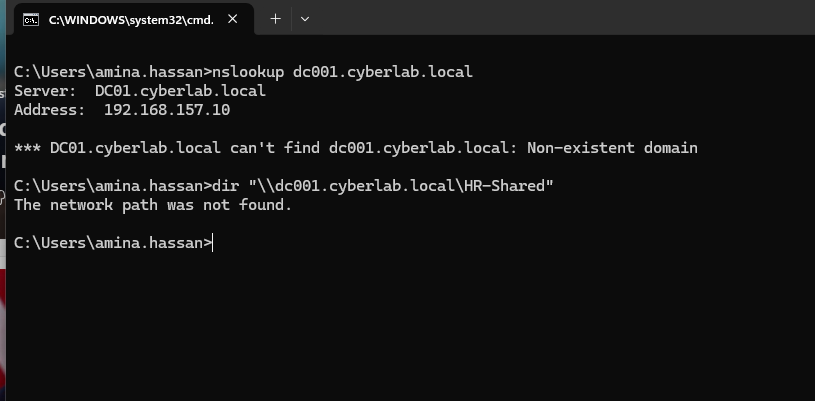 C:\WINDOWS\system32\cmd.
C:\Users\amina.hassan>nslookup dc001.cyberlab.local
Server:  DC01.cyberlab.local
Address:  192.168.157.10
*** DC01.cyberlab.local can't find dc001.cyberlab.local: Non-existent domain
C:\Users\amina.hassan>dir "\\dc001.cyberlab.local\HR-Shared"
The network path was not found.
C:\Users\amina.hassan>